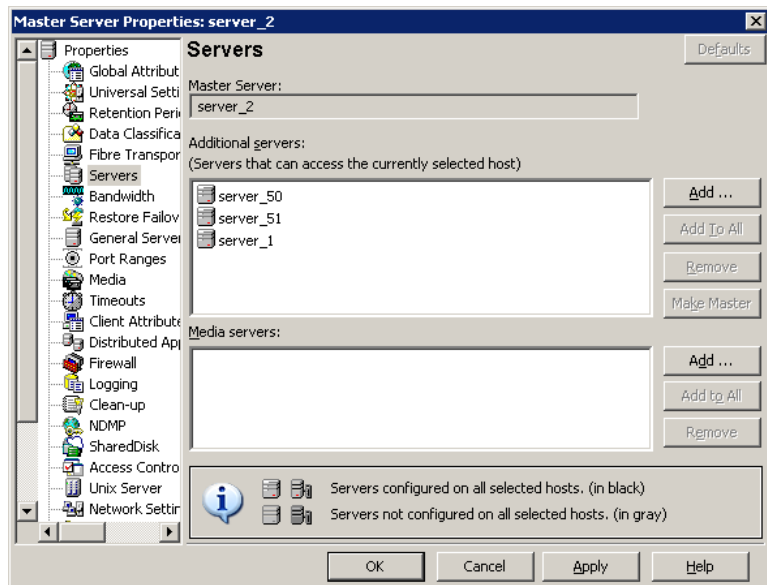 Master Server Properties: server_2
Properties
Global Attribut
Universal Setti
Retention Peri
Data Classifica
Fibre Transpor
Servers
Bandwidth
Restore Failov
General Server
Port Ranges
Media
Timeouts
Client Attribute
Distributed App
Firewall
Logging
Clean-up
NDMP
SharedDisk
Access Contro
Unix Server
Network Settin
Servers
Defaults
Master Server:
server_2
Additional servers:
(Servers that can access the currently selected host)
server_50
server_51
server_1
Add ...
Add To All
Remove
Make Master
Media servers:
Add ...
Add to All
Remove
Servers configured on all selected hosts. (in black)
Servers not configured on all selected hosts. (in gray)
OK
Cancel
Apply
Help